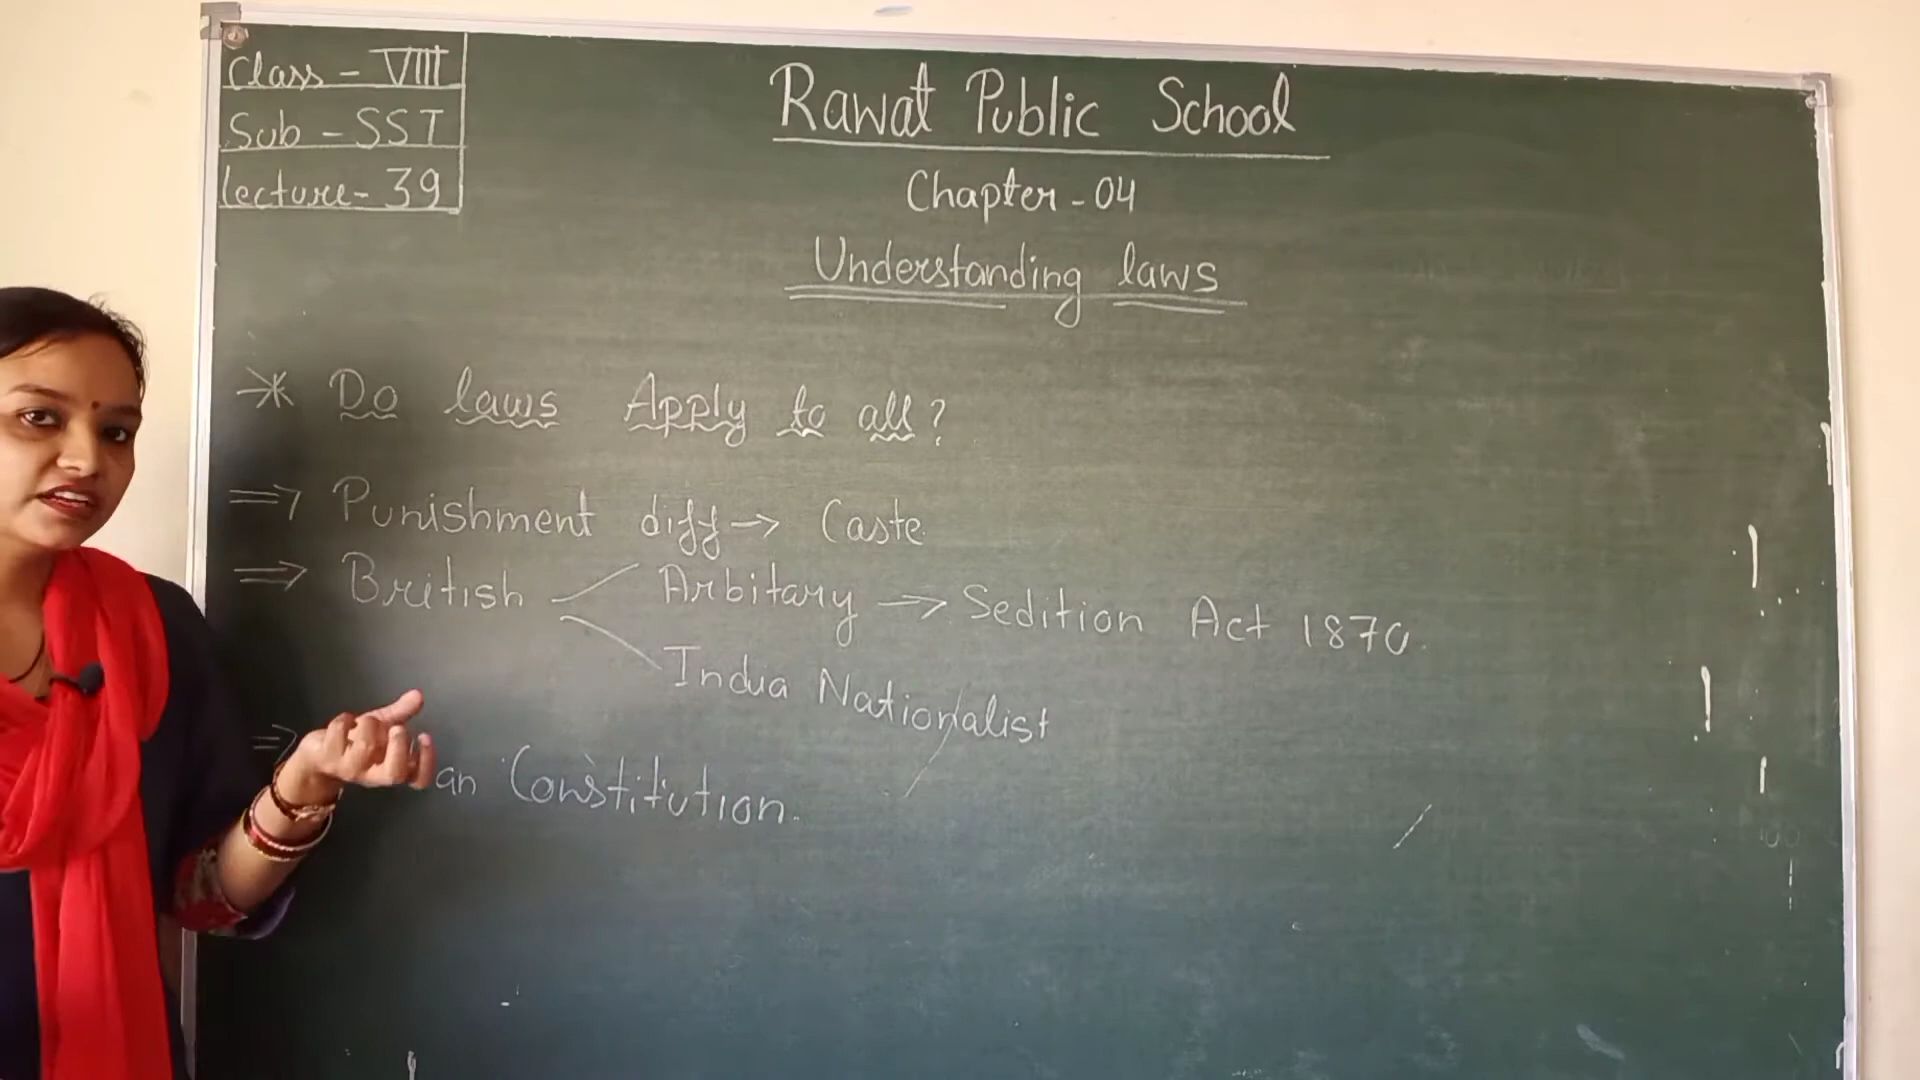 Class - VIII
Sub - SST
Lecture - 39
Rawat Public School
Chapter - 04
Understanding laws
* Do laws Apply to all?
⇒ Punishment diff → Caste
⇒ British Arbitary → Sedition Act 1870.
India Nationalist
⇒ an Constitution.